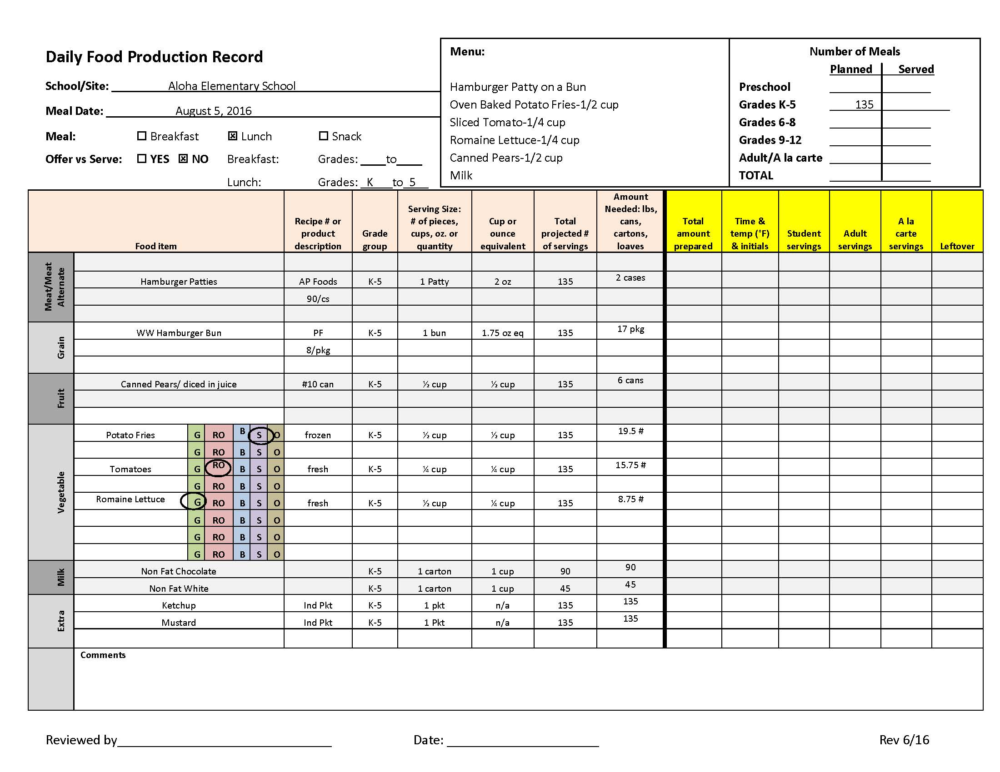 Daily Food Production Record
School/Site: Aloha Elementary School
Meal Date: August 5, 2016
Meal: ☐ Breakfast ☒ Lunch ☐ Snack
Offer vs Serve: ☐ YES ☒ NO Breakfast: Grades: ____to____
Lunch: Grades: K to 5
Menu:
Hamburger Patty on a Bun
Oven Baked Potato Fries-1/2 cup
Sliced Tomato-1/4 cup
Romaine Lettuce-1/4 cup
Canned Pears-1/2 cup
Milk
Number of Meals
Planned Served
Preschool
Grades K-5 135
Grades 6-8
Grades 9-12
Adult/A la carte
TOTAL
Food item
Recipe # or product description
Grade group
Serving Size: # of pieces, cups, oz. or quantity
Cup or ounce equivalent
Total projected # of servings
Amount Needed: lbs, cans, cartons, loaves
Total amount prepared
Time & temp (°F) & initials
Student servings
Adult servings
A la carte servings
Leftover
Meat/Meat Alternate
Hamburger Patties AP Foods K-5 1 Patty 2 oz 135 2 cases
90/cs
Grain
WW Hamburger Bun PF K-5 1 bun 1.75 oz eq 135 17 pkg
8/pkg
Fruit
Canned Pears/ diced in juice #10 can K-5 ½ cup ½ cup 135 6 cans
Vegetable
Potato Fries G RO B S O frozen K-5 ½ cup ½ cup 135 19.5 #
G RO B S O
Tomatoes G RO B S O fresh K-5 ¼ cup ¼ cup 135 15.75 #
G RO B S O
Romaine Lettuce G RO B S O fresh K-5 ½ cup ¼ cup 135 8.75 #
G RO B S O
G RO B S O
G RO B S O
Milk
Non Fat Chocolate K-5 1 carton 1 cup 90 90
Non Fat White K-5 1 carton 1 cup 45 45
Extra
Ketchup Ind Pkt K-5 1 pkt n/a 135 135
Mustard Ind Pkt K-5 1 Pkt n/a 135 135
Comments
Reviewed by____ Date: ____ Rev 6/16